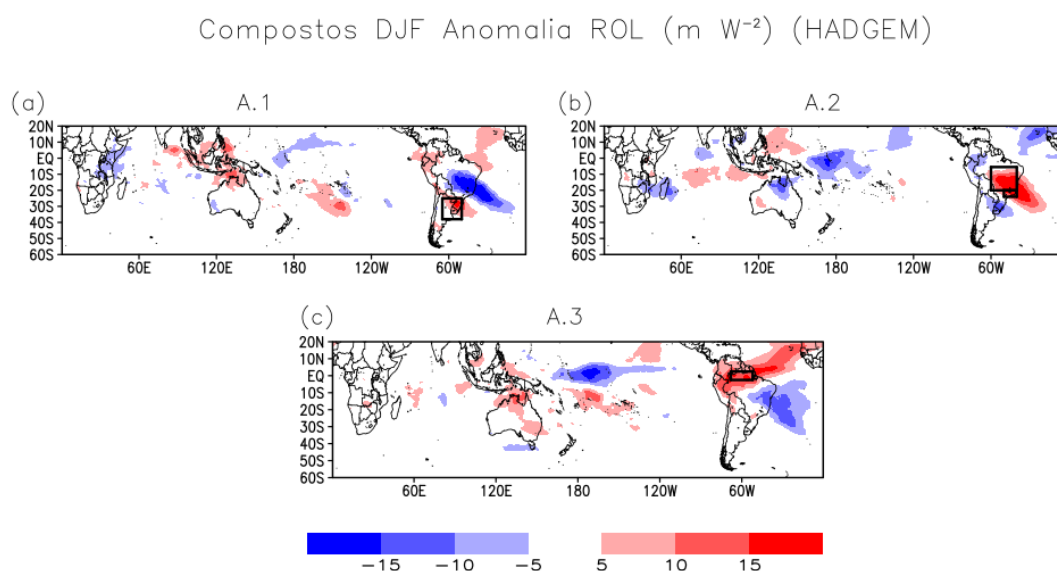 Compostos DJF Anomalia ROL (m W⁻²) (HADGEM)
(a) A.1
20N
10N
EQ
10S
20S
30S
40S
50S
60S
60E 120E 180 120W 60W
(b) A.2
20N
10N
EQ
10S
20S
30S
40S
50S
60S
60E 120E 180 120W 60W
(c) A.3
20N
10N
EQ
10S
20S
30S
40S
50S
60S
60E 120E 180 120W 60W
−15 −10 −5 5 10 15